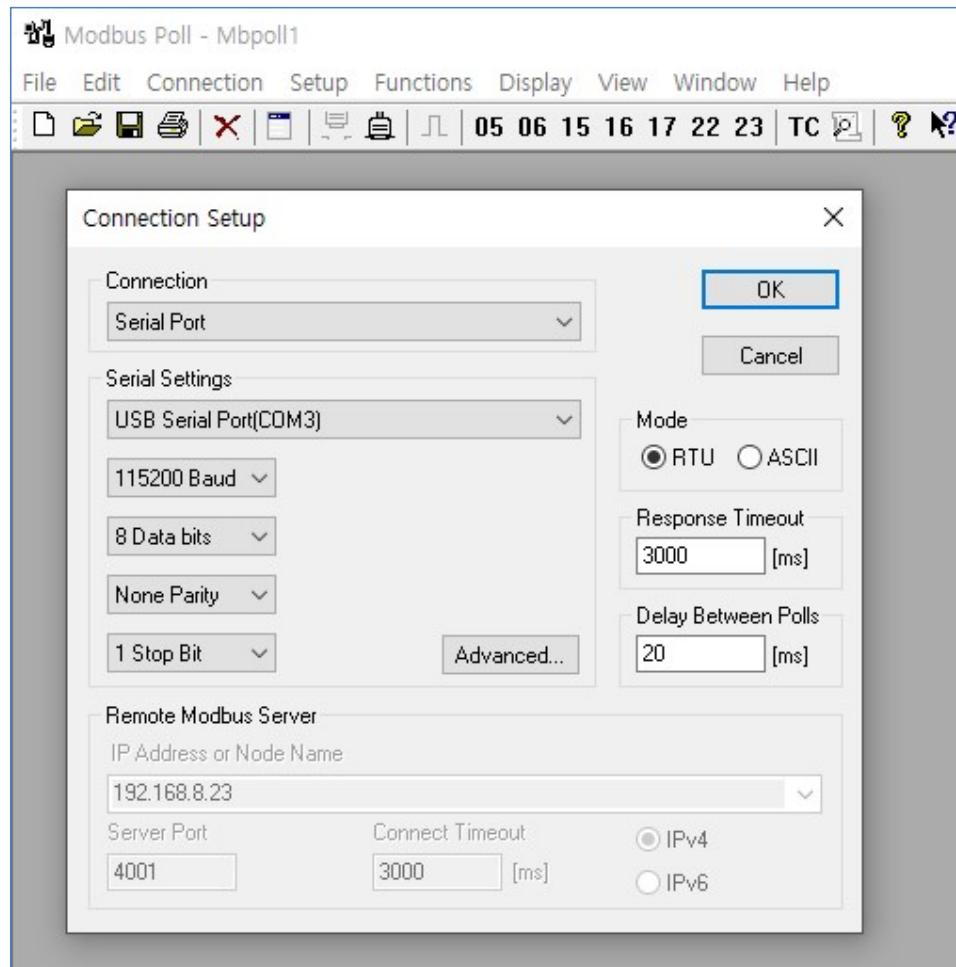 Modbus Poll - Mbpoll1
File Edit Connection Setup Functions Display View Window Help
05 06 15 16 17 22 23 TC
Connection Setup
Connection
Serial Port
OK
Cancel
Serial Settings
USB Serial Port(COM3)
115200 Baud
8 Data bits
None Parity
1 Stop Bit
Advanced...
Mode
RTU ASCII
Response Timeout
3000 [ms]
Delay Between Polls
20 [ms]
Remote Modbus Server
IP Address or Node Name
192.168.8.23
Server Port Connect Timeout IPv4
4001 3000 [ms]
IPv6